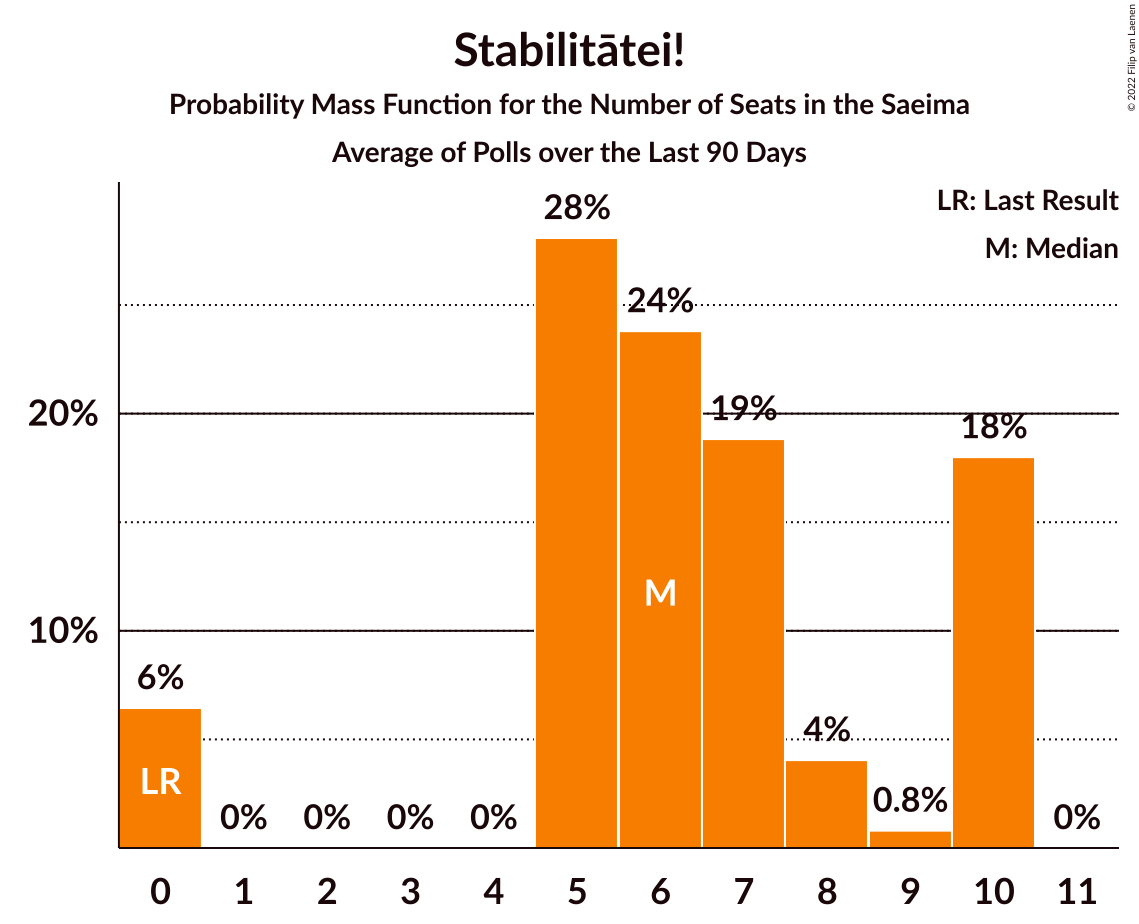 Stabilitātei!
Probability Mass Function for the Number of Seats in the Saeima
Average of Polls over the Last 90 Days
© 2022 Filip van Laenen
LR: Last Result
M: Median
28%
24%
20%
19%
18%
M
10%
6%
4%
LR
0.8%
0%
0%
0%
0%
0%
0 1 2 3 4 5 6 7 8 9 10 11